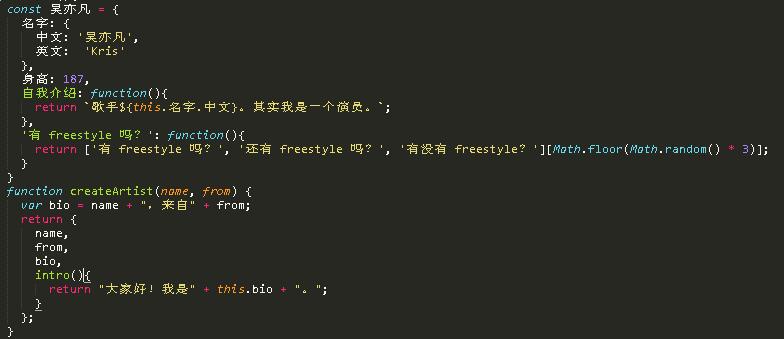 const 吴亦凡 = {
  名字: {
    中文: '吴亦凡',
    英文:  'Kris'
  },
  身高: 187,
  自我介绍: function(){
    return `歌手${this.名字.中文}。其实我是一个演员。`;
  },
  '有 freestyle 吗？': function(){
    return ['有 freestyle 吗？', '还有 freestyle 吗？', '有没有 freestyle？'][Math.floor(Math.random() * 3)];
  }
}
function createArtist(name, from) {
  var bio = name + "，来自" + from;
  return {
    name,
    from,
    bio,
    intro(){
      return "大家好！我是" + this.bio + "。";
    }
  };
}